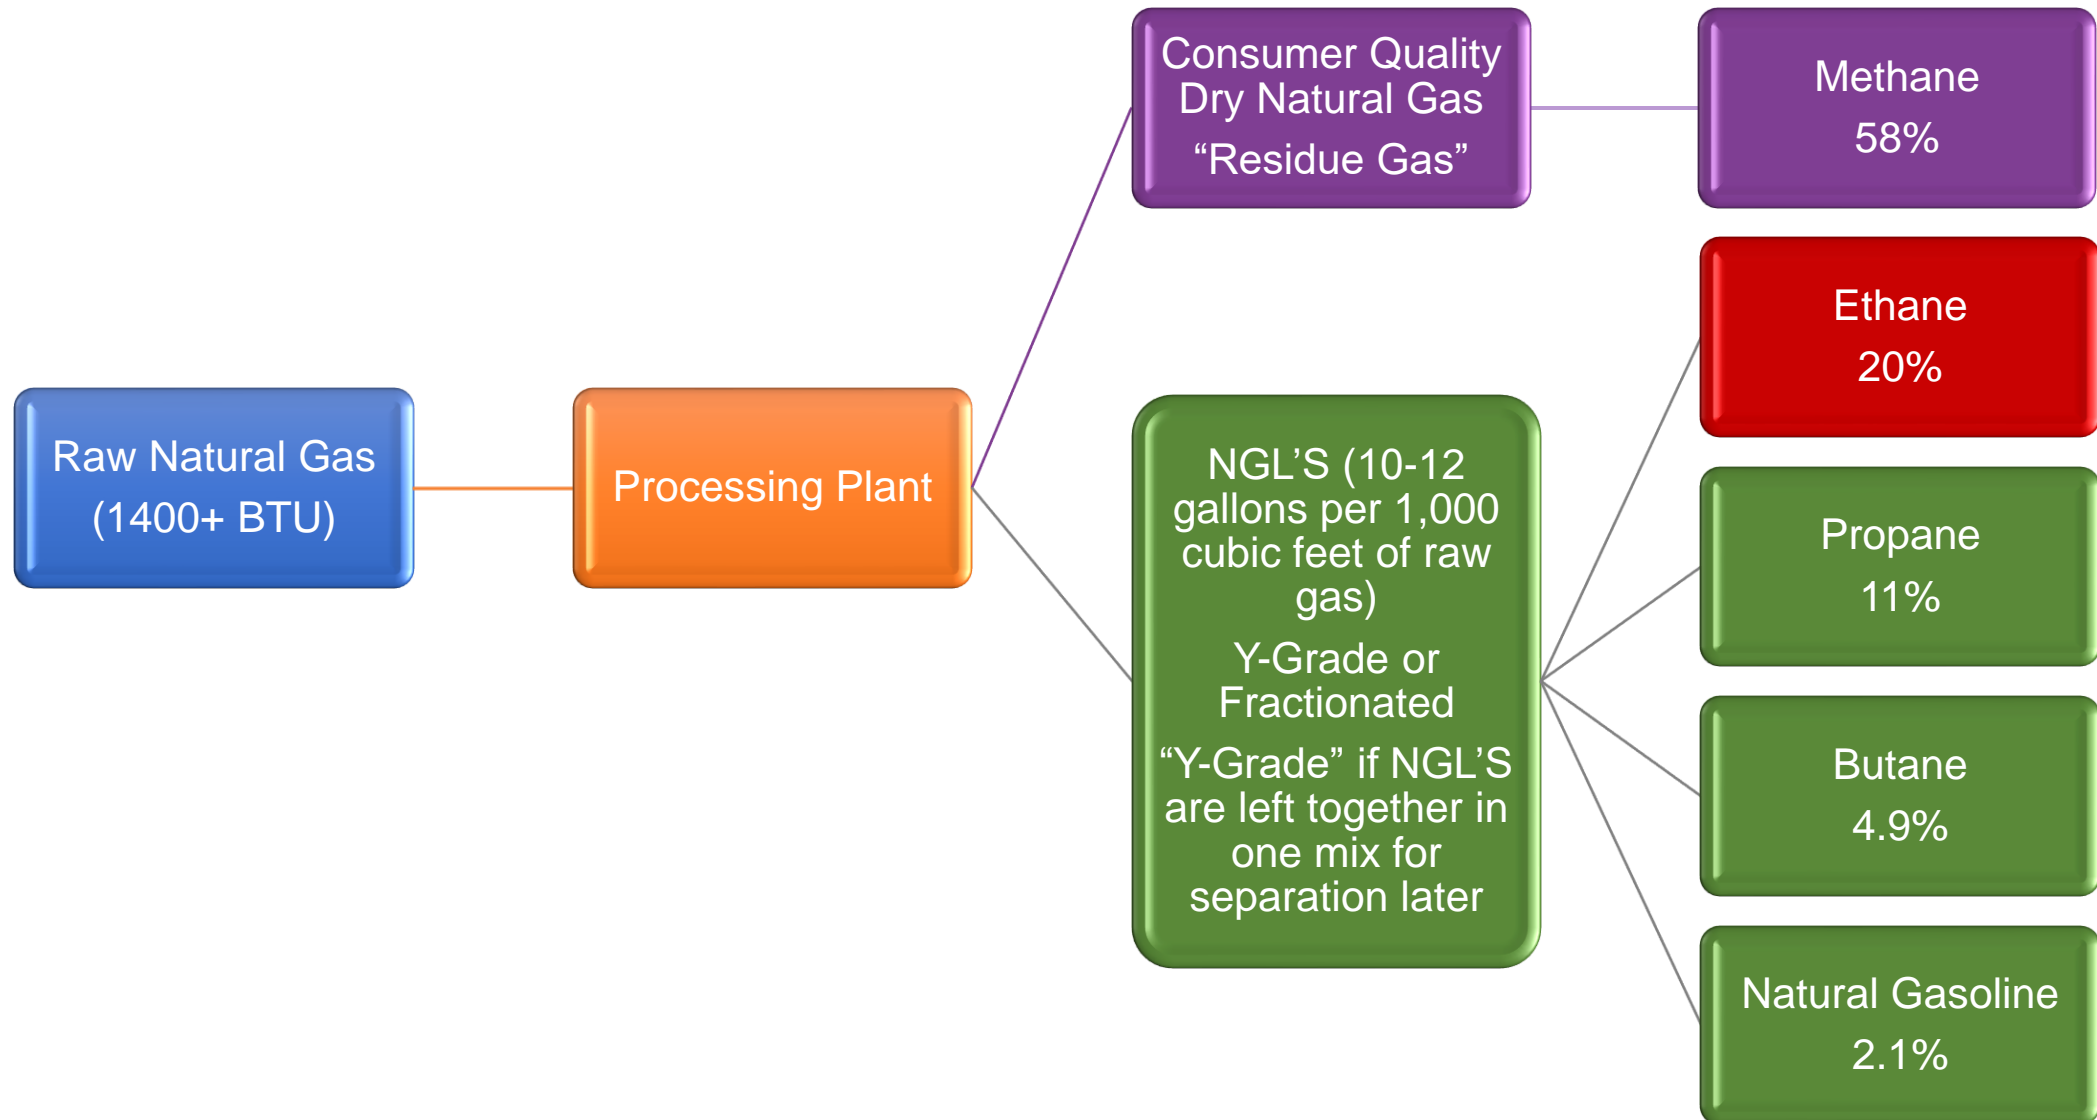 Raw Natural Gas
(1400+ BTU)
Processing Plant
Consumer Quality
Dry Natural Gas
“Residue Gas”
NGL’S (10-12
gallons per 1,000
cubic feet of raw
gas)
Y-Grade or
Fractionated
“Y-Grade” if NGL’S
are left together in
one mix for
separation later
Methane
58%
Ethane
20%
Propane
11%
Butane
4.9%
Natural Gasoline
2.1%